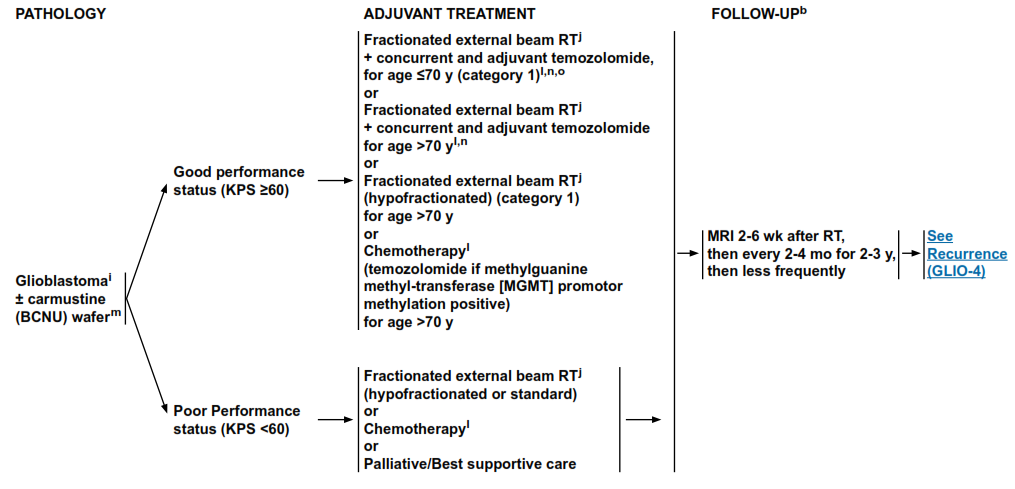 PATHOLOGY
ADJUVANT TREATMENT
FOLLOW-UPb
Glioblastomai
± carmustine
(BCNU) waferm
Good performance
status (KPS ≥60)
Fractionated external beam RTj
+ concurrent and adjuvant temozolomide,
for age ≤70 y (category 1)l,n,o
or
Fractionated external beam RTj
+ concurrent and adjuvant temozolomide
for age >70 yl,n
or
Fractionated external beam RTj
(hypofractionated) (category 1)
for age >70 y
or
Chemotherapyl
(temozolomide if methylguanine
methyl-transferase [MGMT] promotor
methylation positive)
for age >70 y
Poor Performance
status (KPS <60)
Fractionated external beam RTj
(hypofractionated or standard)
or
Chemotherapyl
or
Palliative/Best supportive care
MRI 2-6 wk after RT,
then every 2-4 mo for 2-3 y,
then less frequently
See
Recurrence
(GLIO-4)